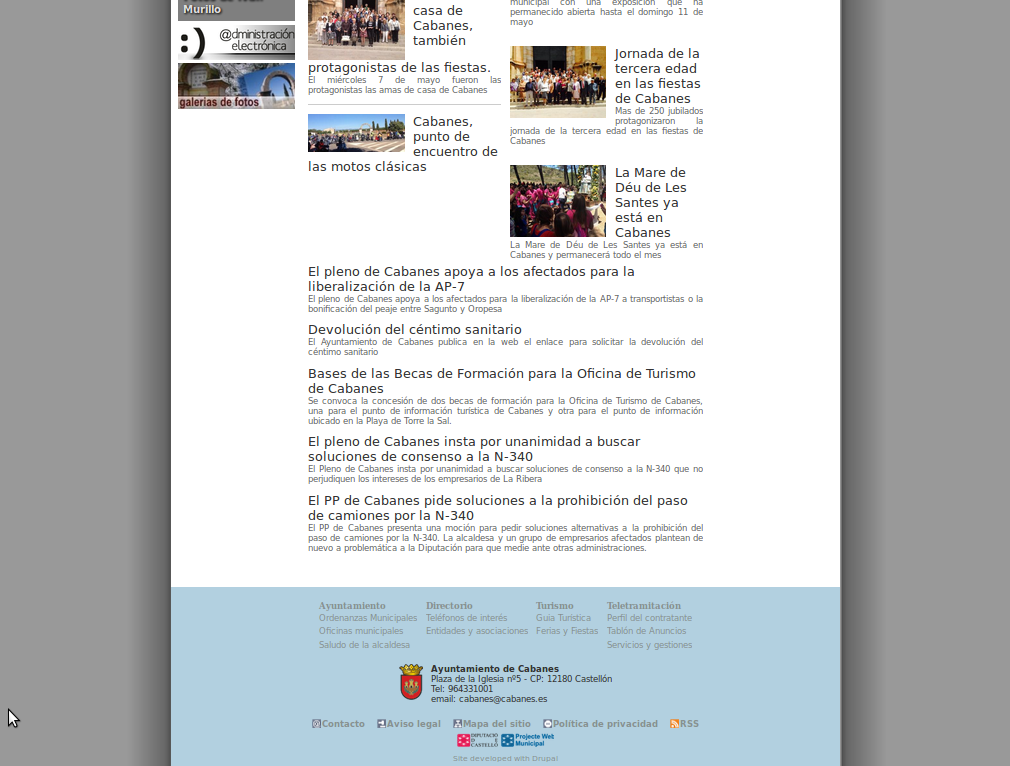 Murillo
@dministración
electrónica
:)
galerias de fotos
casa de
Cabanes,
también
protagonistas de las fiestas.
El miércoles 7 de mayo fueron las
protagonistas las amas de casa de Cabanes
Cabanes,
punto de
encuentro de
las motos clásicas
municipal con una exposición que ha
permanecido abierta hasta el domingo 11 de
mayo
Jornada de la
tercera edad
en las fiestas
de Cabanes
Mas de 250 jubilados
protagonizaron la
jornada de la tercera edad en las fiestas de
Cabanes
La Mare de
Déu de Les
Santes ya
está en
Cabanes
La Mare de Déu de Les Santes ya está en
Cabanes y permanecerá todo el mes
El pleno de Cabanes apoya a los afectados para la
liberalización de la AP-7
El pleno de Cabanes apoya a los afectados para la liberalización de la AP-7 a transportistas o la
bonificación del peaje entre Sagunto y Oropesa
Devolución del céntimo sanitario
El Ayuntamiento de Cabanes publica en la web el enlace para solicitar la devolución del
céntimo sanitario
Bases de las Becas de Formación para la Oficina de Turismo
de Cabanes
Se convoca la concesión de dos becas de formación para la Oficina de Turismo de Cabanes,
una para el punto de información turística de Cabanes y otra para el punto de información
ubicado en la Playa de Torre la Sal.
El pleno de Cabanes insta por unanimidad a buscar
soluciones de consenso a la N-340
El Pleno de Cabanes insta por unanimidad a buscar soluciones de consenso a la N-340 que no
perjudiquen los intereses de los empresarios de La Ribera
El PP de Cabanes pide soluciones a la prohibición del paso
de camiones por la N-340
El PP de Cabanes presenta una moción para pedir soluciones alternativas a la prohibición del
paso de camiones por la N-340. La alcaldesa y un grupo de empresarios afectados plantean de
nuevo a problemática a la Diputación para que medie ante otras administraciones.
Ayuntamiento Directorio Turismo Teletramitación
Ordenanzas Municipales Teléfonos de interés Guia Turística Perfil del contratante
Oficinas municipales Entidades y asociaciones Ferias y Fiestas Tablón de Anuncios
Saludo de la alcaldesa Servicios y gestiones
Ayuntamiento de Cabanes
Plaza de la Iglesia nº5 - CP: 12180 Castellón
Tel: 964331001
email: cabanes@cabanes.es
Contacto Aviso legal Mapa del sitio Política de privacidad RSS
DIPUTACIÓ
D E
CASTELLÓ
Projecte Web
Municipal
Site developed with Drupal